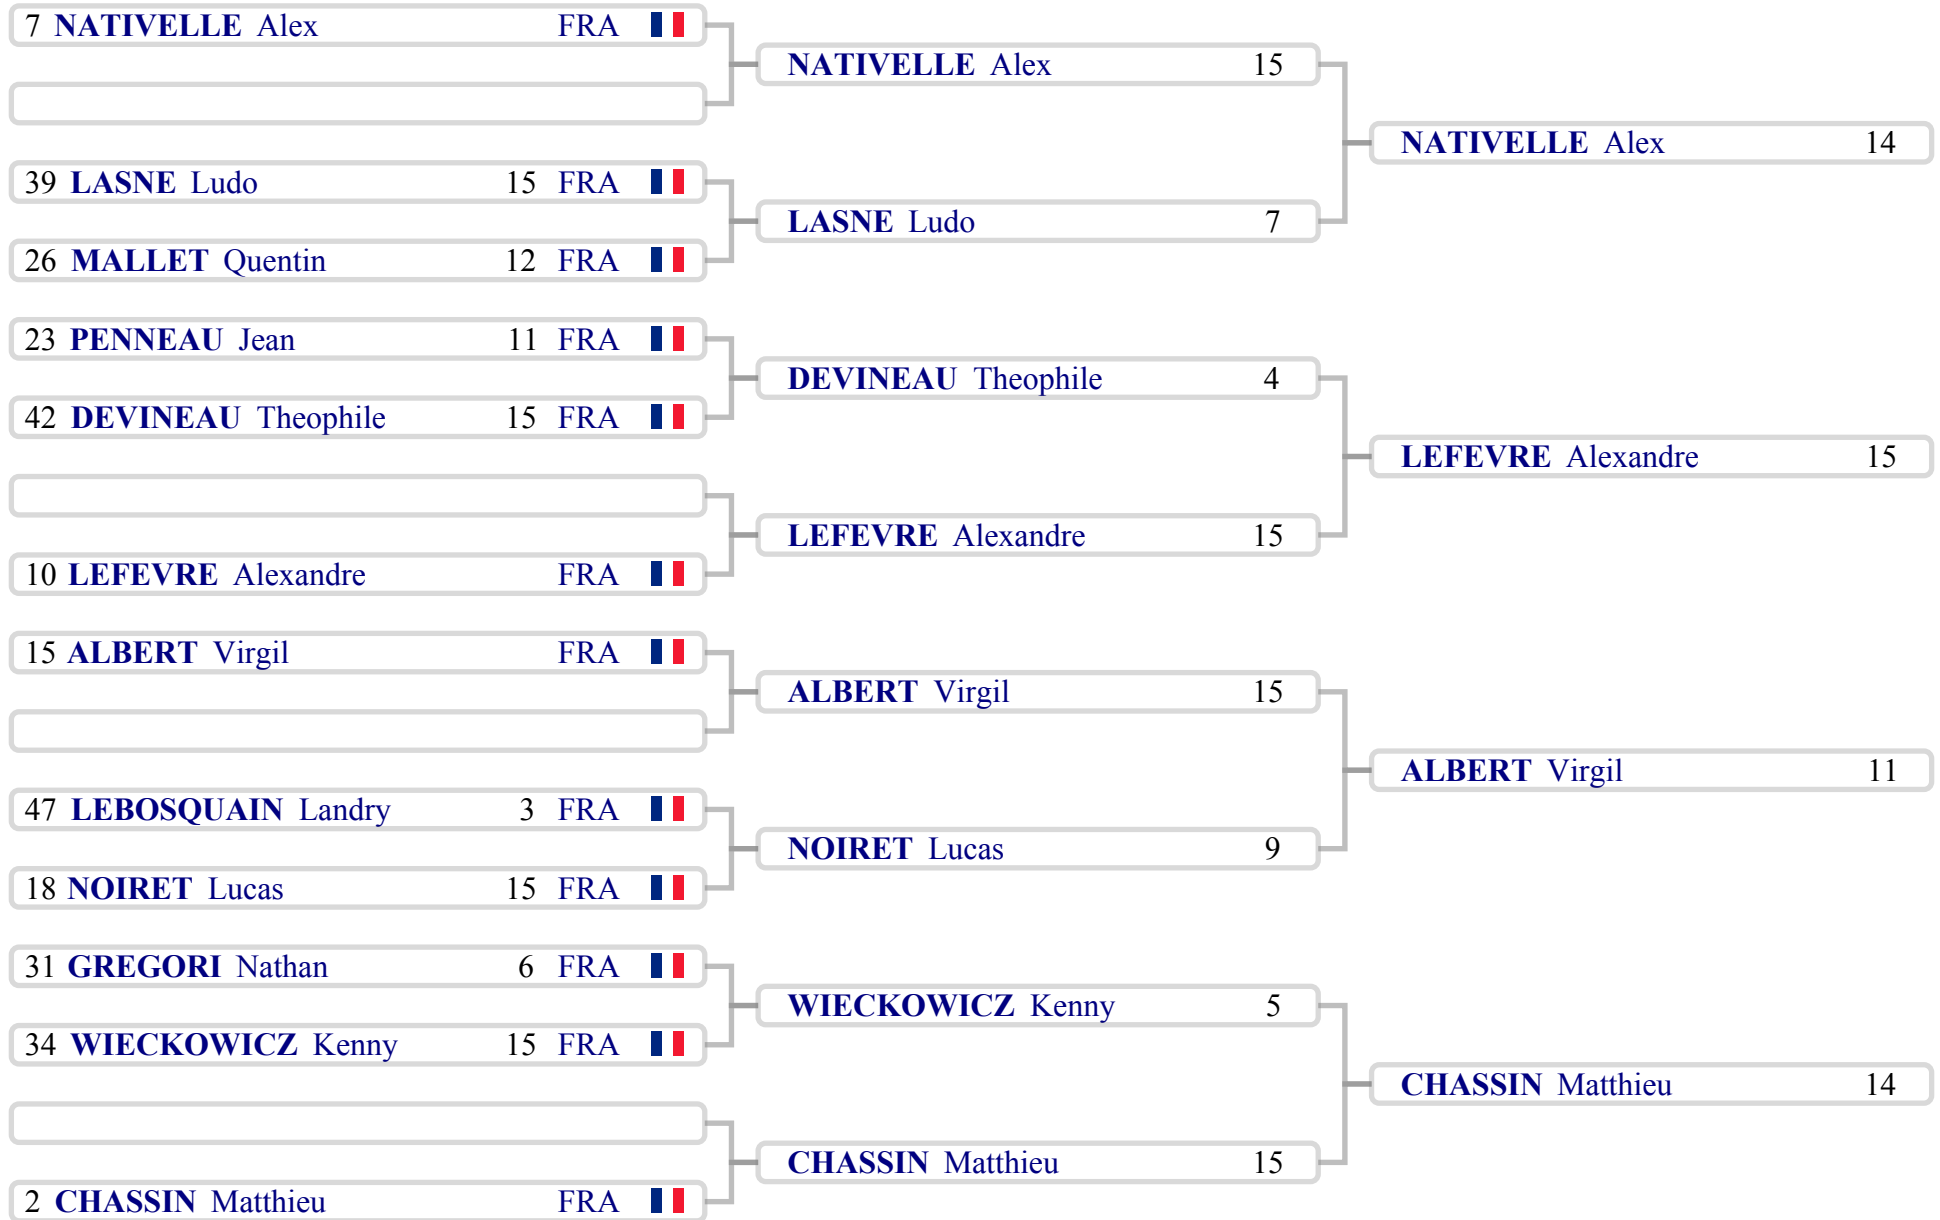 7 NATIVELLE Alex FRA
39 LASNE Ludo 15 FRA
26 MALLET Quentin 12 FRA
23 PENNEAU Jean 11 FRA
42 DEVINEAU Theophile 15 FRA
10 LEFEVRE Alexandre FRA
15 ALBERT Virgil FRA
47 LEBOSQUAIN Landry 3 FRA
18 NOIRET Lucas 15 FRA
31 GREGORI Nathan 6 FRA
34 WIECKOWICZ Kenny 15 FRA
2 CHASSIN Matthieu FRA
NATIVELLE Alex 15
LASNE Ludo 7
DEVINEAU Theophile 4
LEFEVRE Alexandre 15
ALBERT Virgil 15
NOIRET Lucas 9
WIECKOWICZ Kenny 5
CHASSIN Matthieu 15
NATIVELLE Alex 14
LEFEVRE Alexandre 15
ALBERT Virgil 11
CHASSIN Matthieu 14